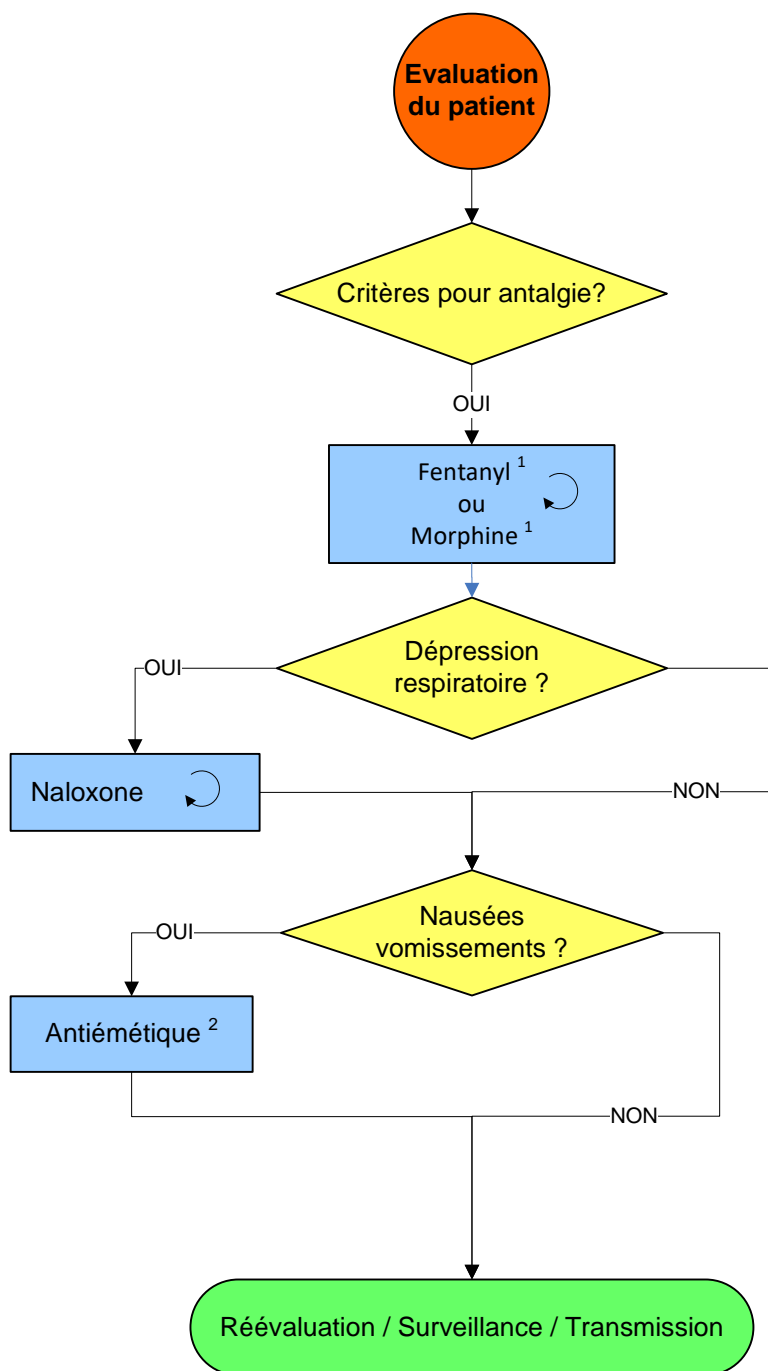 Evaluation
du patient
Critères pour antalgie?
OUI
Fentanyl 1
ou
Morphine 1
Dépression
respiratoire ?
OUI
Naloxone
NON
Nausées
vomissements ?
OUI
Antiémétique 2
NON
Réévaluation / Surveillance / Transmission